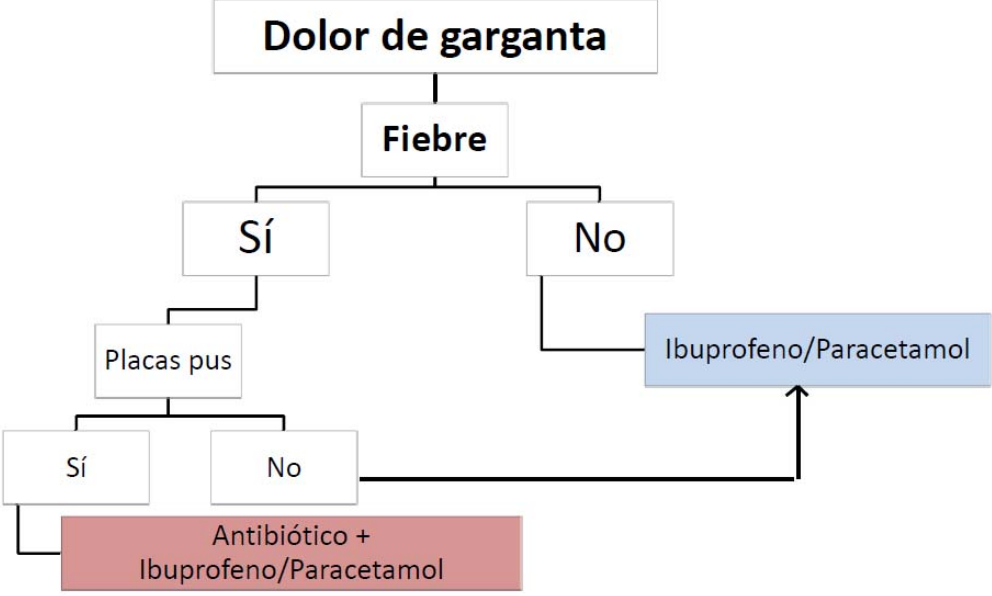 Dolor de garganta
Fiebre
Sí
No
Ibuprofeno/Paracetamol
Placas pus
Sí
No
Antibiótico +
Ibuprofeno/Paracetamol